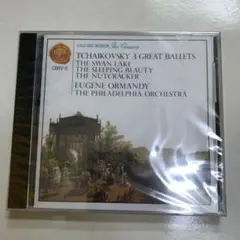 TCHAIKOVSKY 3 GREAT BALLETS
THE SWAN LAKE
THE SLEEPING BEAUTY
THE NUTCRACKER
EUGENE ORMANDY
THE PHILADELPHIA ORCHESTRA